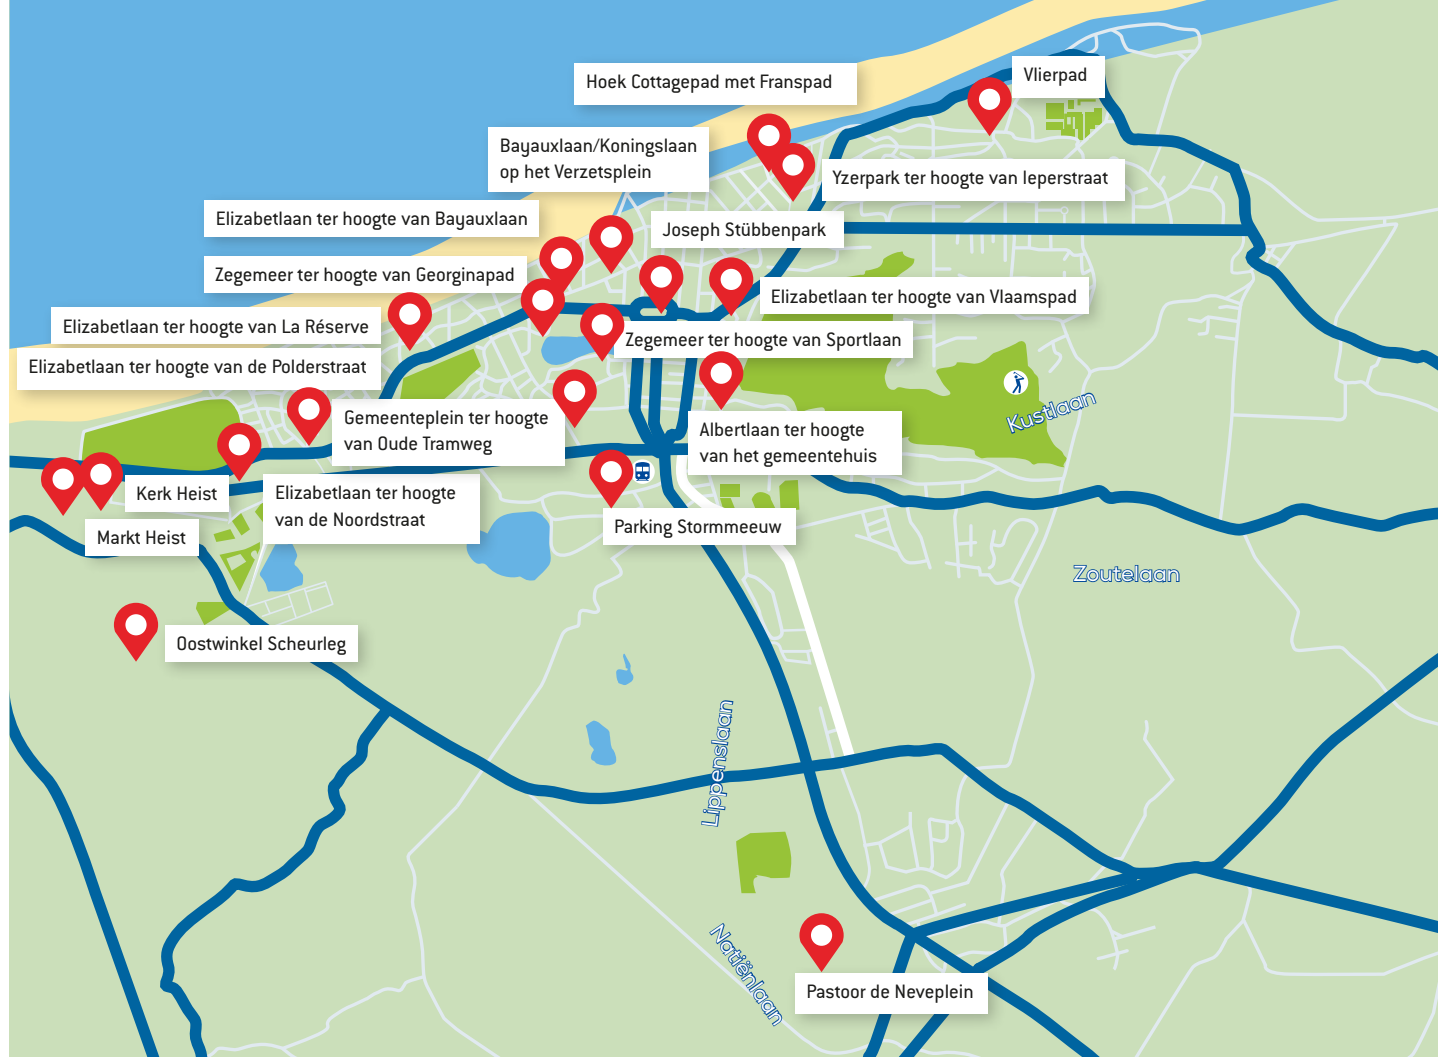 Vlierpad
Hoek Cottagepad met Franspad
Bayauxlaan/Koningslaan
op het Verzetsplein
Yzerpark ter hoogte van Ieperstraat
Elizabetlaan ter hoogte van Bayauxlaan
Joseph Stübbenpark
Zegemeer ter hoogte van Georginapad
Elizabetlaan ter hoogte van Vlaamspad
Elizabetlaan ter hoogte van La Réserve
Zegemeer ter hoogte van Sportlaan
Elizabetlaan ter hoogte van de Polderstraat
Kustlaan
Gemeenteplein ter hoogte
van Oude Tramweg
Albertlaan ter hoogte
van het gemeentehuis
Kerk Heist
Elizabetlaan ter hoogte
van de Noordstraat
Markt Heist
Parking Stormmeeuw
Zoutelaan
Oostwinkel Scheurleg
Lippenslaan
Natiënlaan
Pastoor de Neveplein